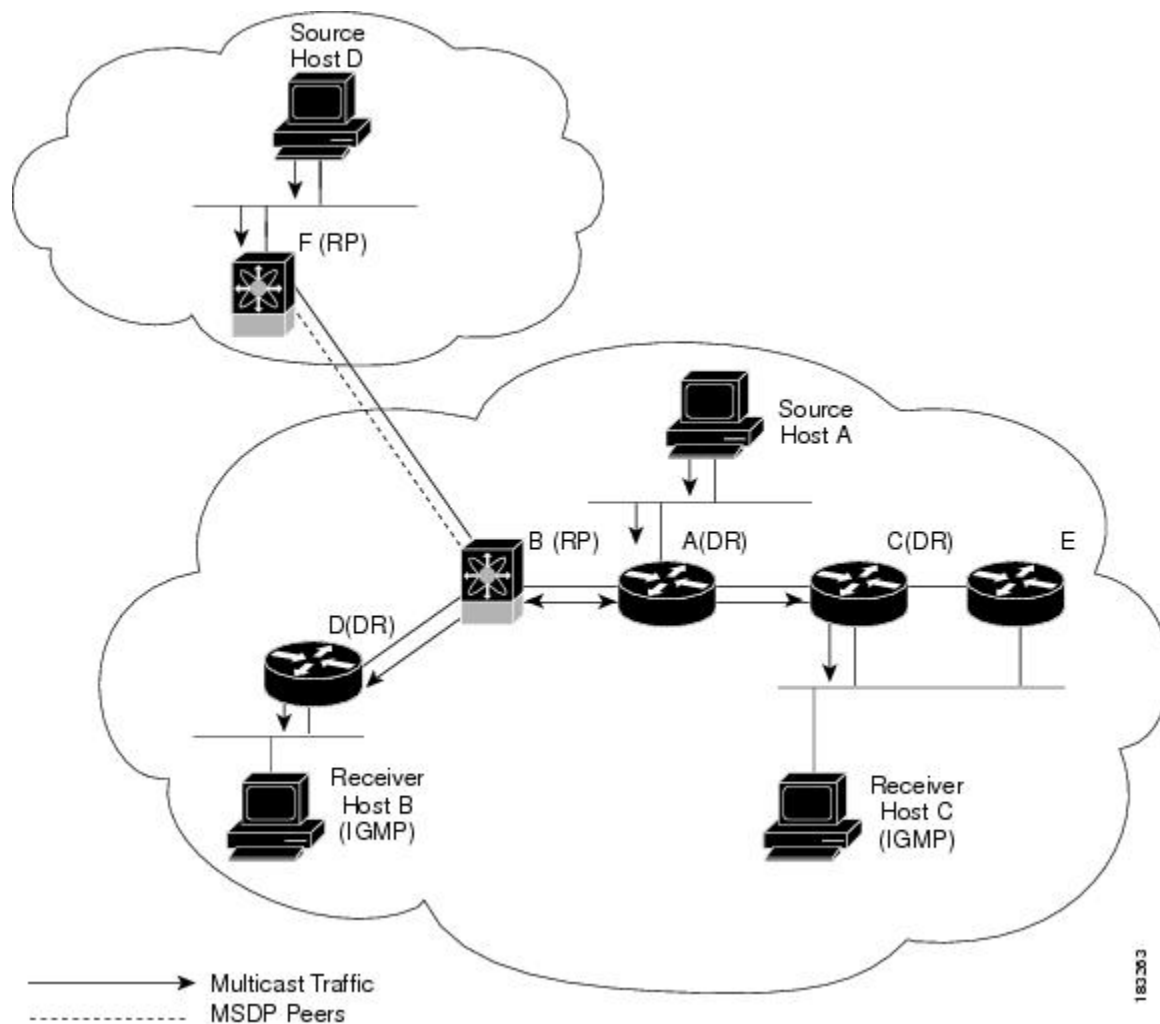 Source
Host D
F (RP)
Source
Host A
B (RP)
A(DR)
C(DR)
E
D(DR)
Receiver
Host B
(IGMP)
Receiver
Host C
(IGMP)
183263
Multicast Traffic
MSDP Peers